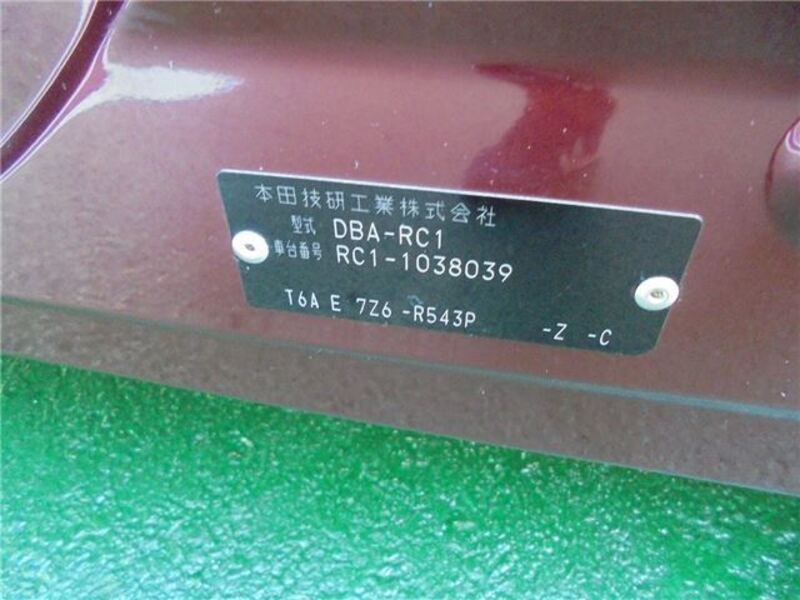 本田技研工業株式会社
型式 DBA-RC1
車台番号 RC1-1038039
T6A E 7Z6 -R543P -Z -C